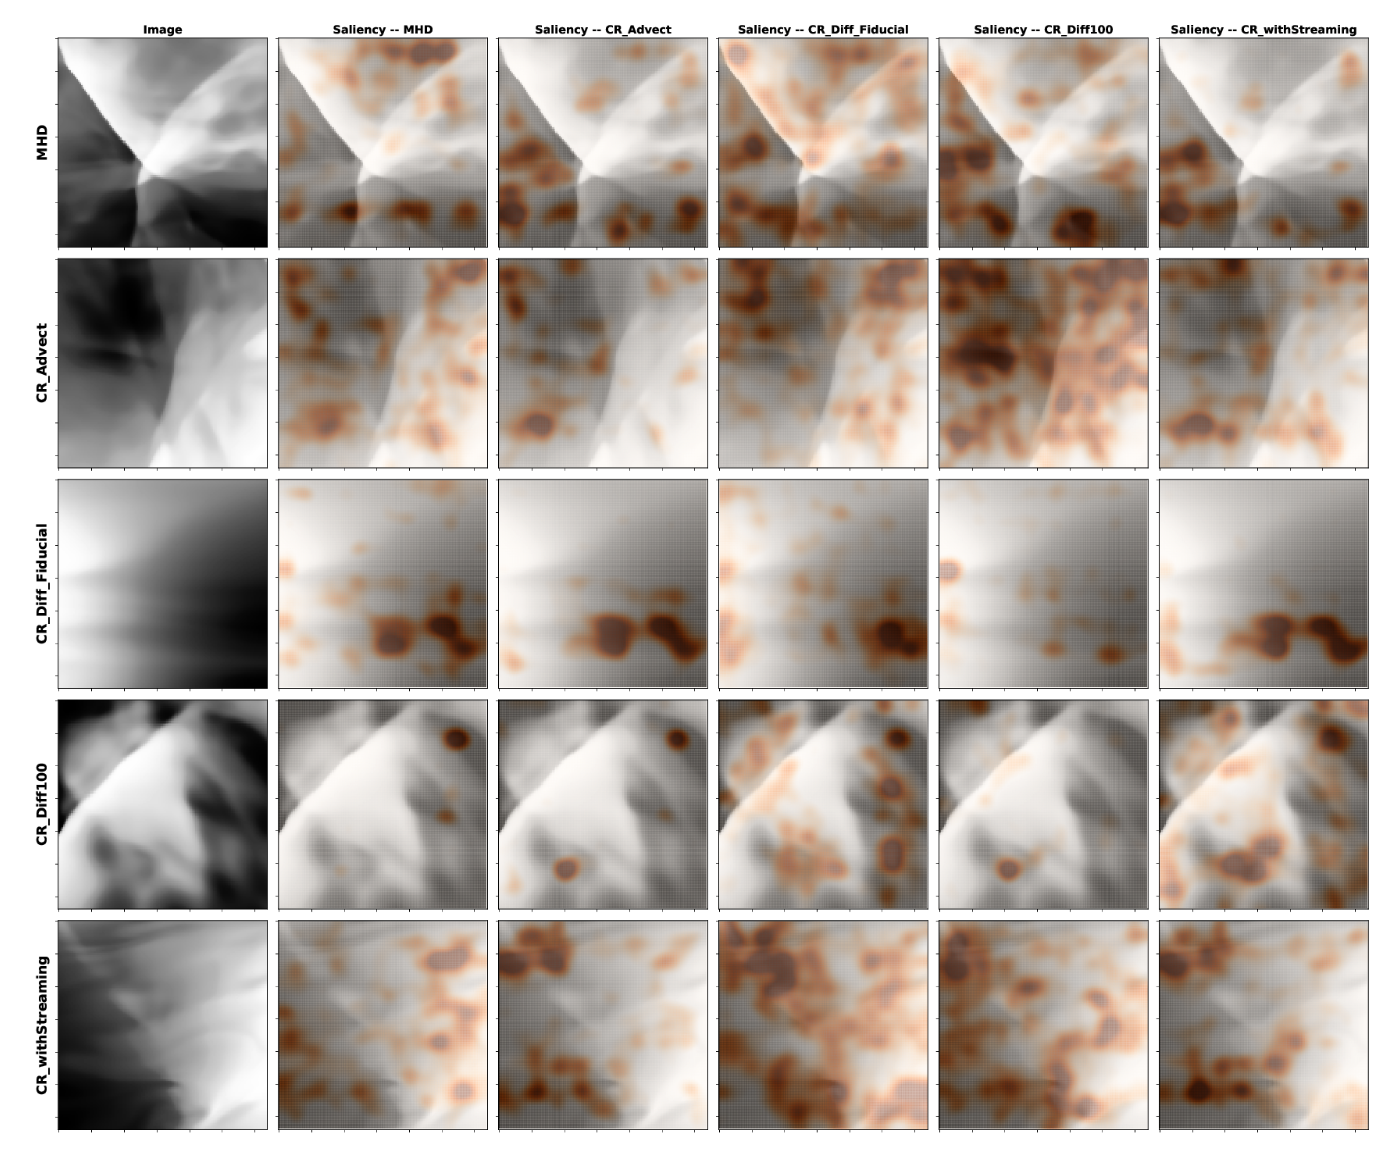 Image Saliency -- MHD Saliency -- CR_Advect Saliency -- CR_Diff_Fiducial Saliency -- CR_Diff100 Saliency -- CR_withStreaming
MHD
CR_Advect
CR_Diff_Fiducial
CR_Diff100
CR_withStreaming